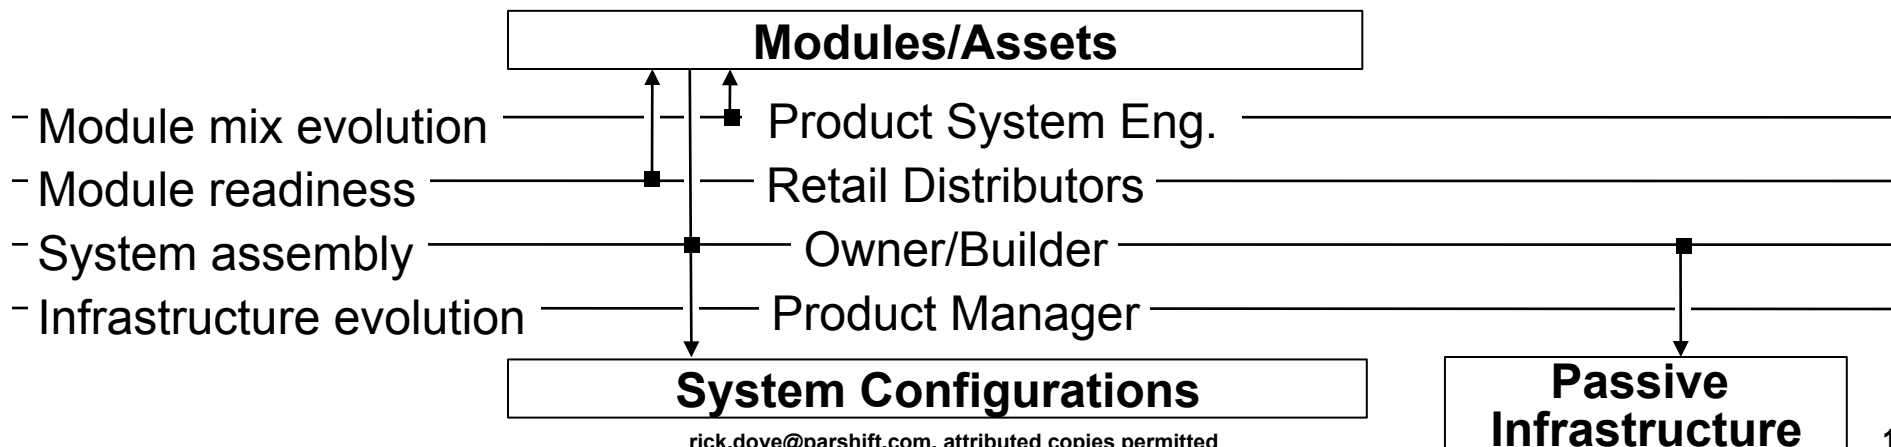 Modules/Assets
Module mix evolution Product System Eng.
Module readiness Retail Distributors
System assembly Owner/Builder
Infrastructure evolution Product Manager
System Configurations
Passive
Infrastructure
rick.dove@parshift.com, attributed copies permitted